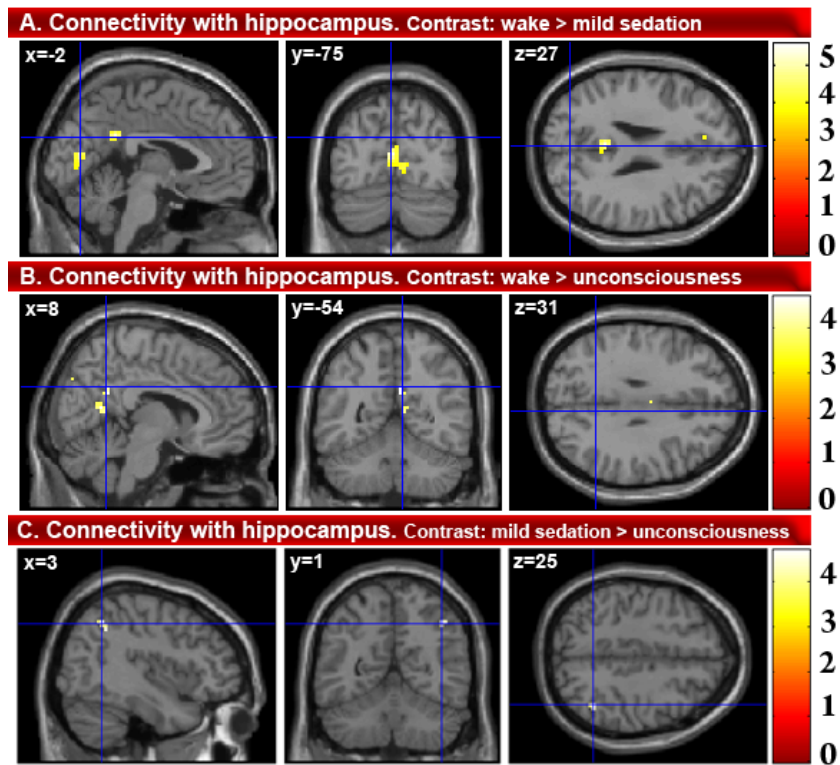 A. Connectivity with hippocampus. Contrast: wake > mild sedation
x=-2 y=-75 z=27
5
4
3
2
1
0
B. Connectivity with hippocampus. Contrast: wake > unconsciousness
x=8 y=-54 z=31
4
3
2
1
0
C. Connectivity with hippocampus. Contrast: mild sedation > unconsciousness
x=3 y=1 z=25
4
3
2
1
0